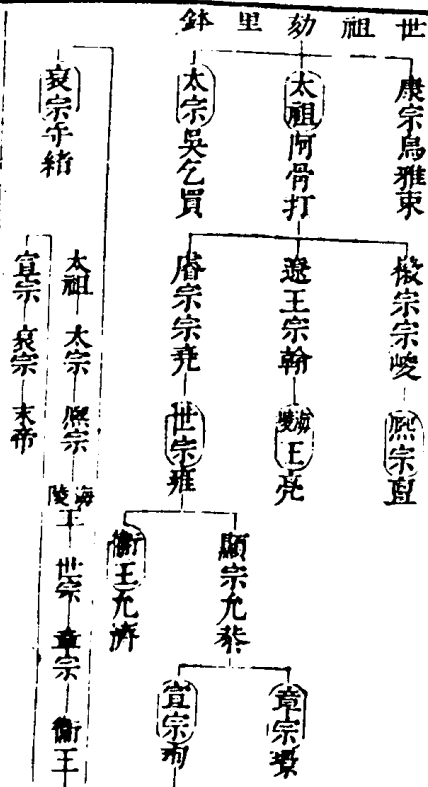 世祖劾里鉢
康宗烏雅束
太祖阿骨打
太宗吳乞買
徽宗宗峻
遼王宗翰
睿宗宗堯
熙宗亶
海陵王亮
世宗雍
顯宗允恭
衞王允濟
章宗璟
宣宗珣
哀宗守緒
太祖 太宗 熙宗 海陵王 世宗 章宗 衞王
宣宗 哀宗 末帝